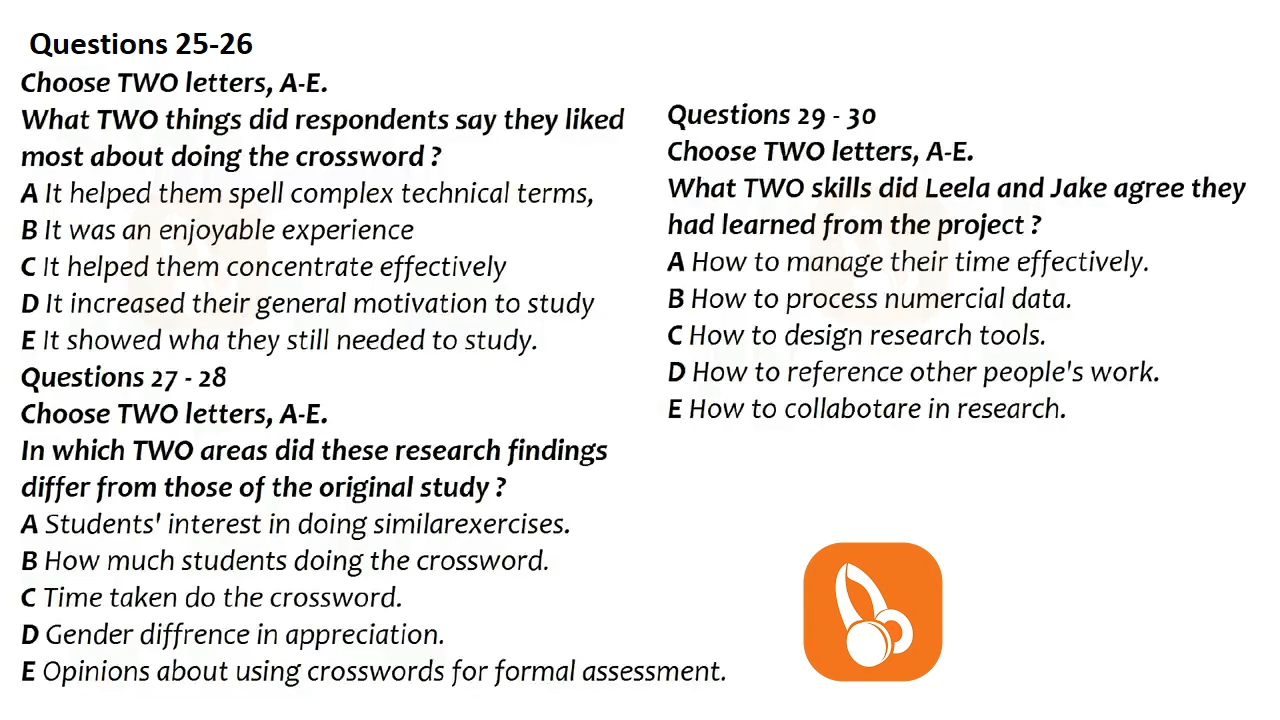 Questions 25-26
Choose TWO letters, A-E.
What TWO things did respondents say they liked
most about doing the crossword ?
A It helped them spell complex technical terms,
B It was an enjoyable experience
C It helped them concentrate effectively
D It increased their general motivation to study
E It showed wha they still needed to study.
Questions 27 - 28
Choose TWO letters, A-E.
In which TWO areas did these research findings
differ from those of the original study ?
A Students' interest in doing similarexercises.
B How much students doing the crossword.
C Time taken do the crossword.
D Gender diffrence in appreciation.
E Opinions about using crosswords for formal assessment.
Questions 29 - 30
Choose TWO letters, A-E.
What TWO skills did Leela and Jake agree they
had learned from the project ?
A How to manage their time effectively.
B How to process numercial data.
C How to design research tools.
D How to reference other people's work.
E How to collabotare in research.